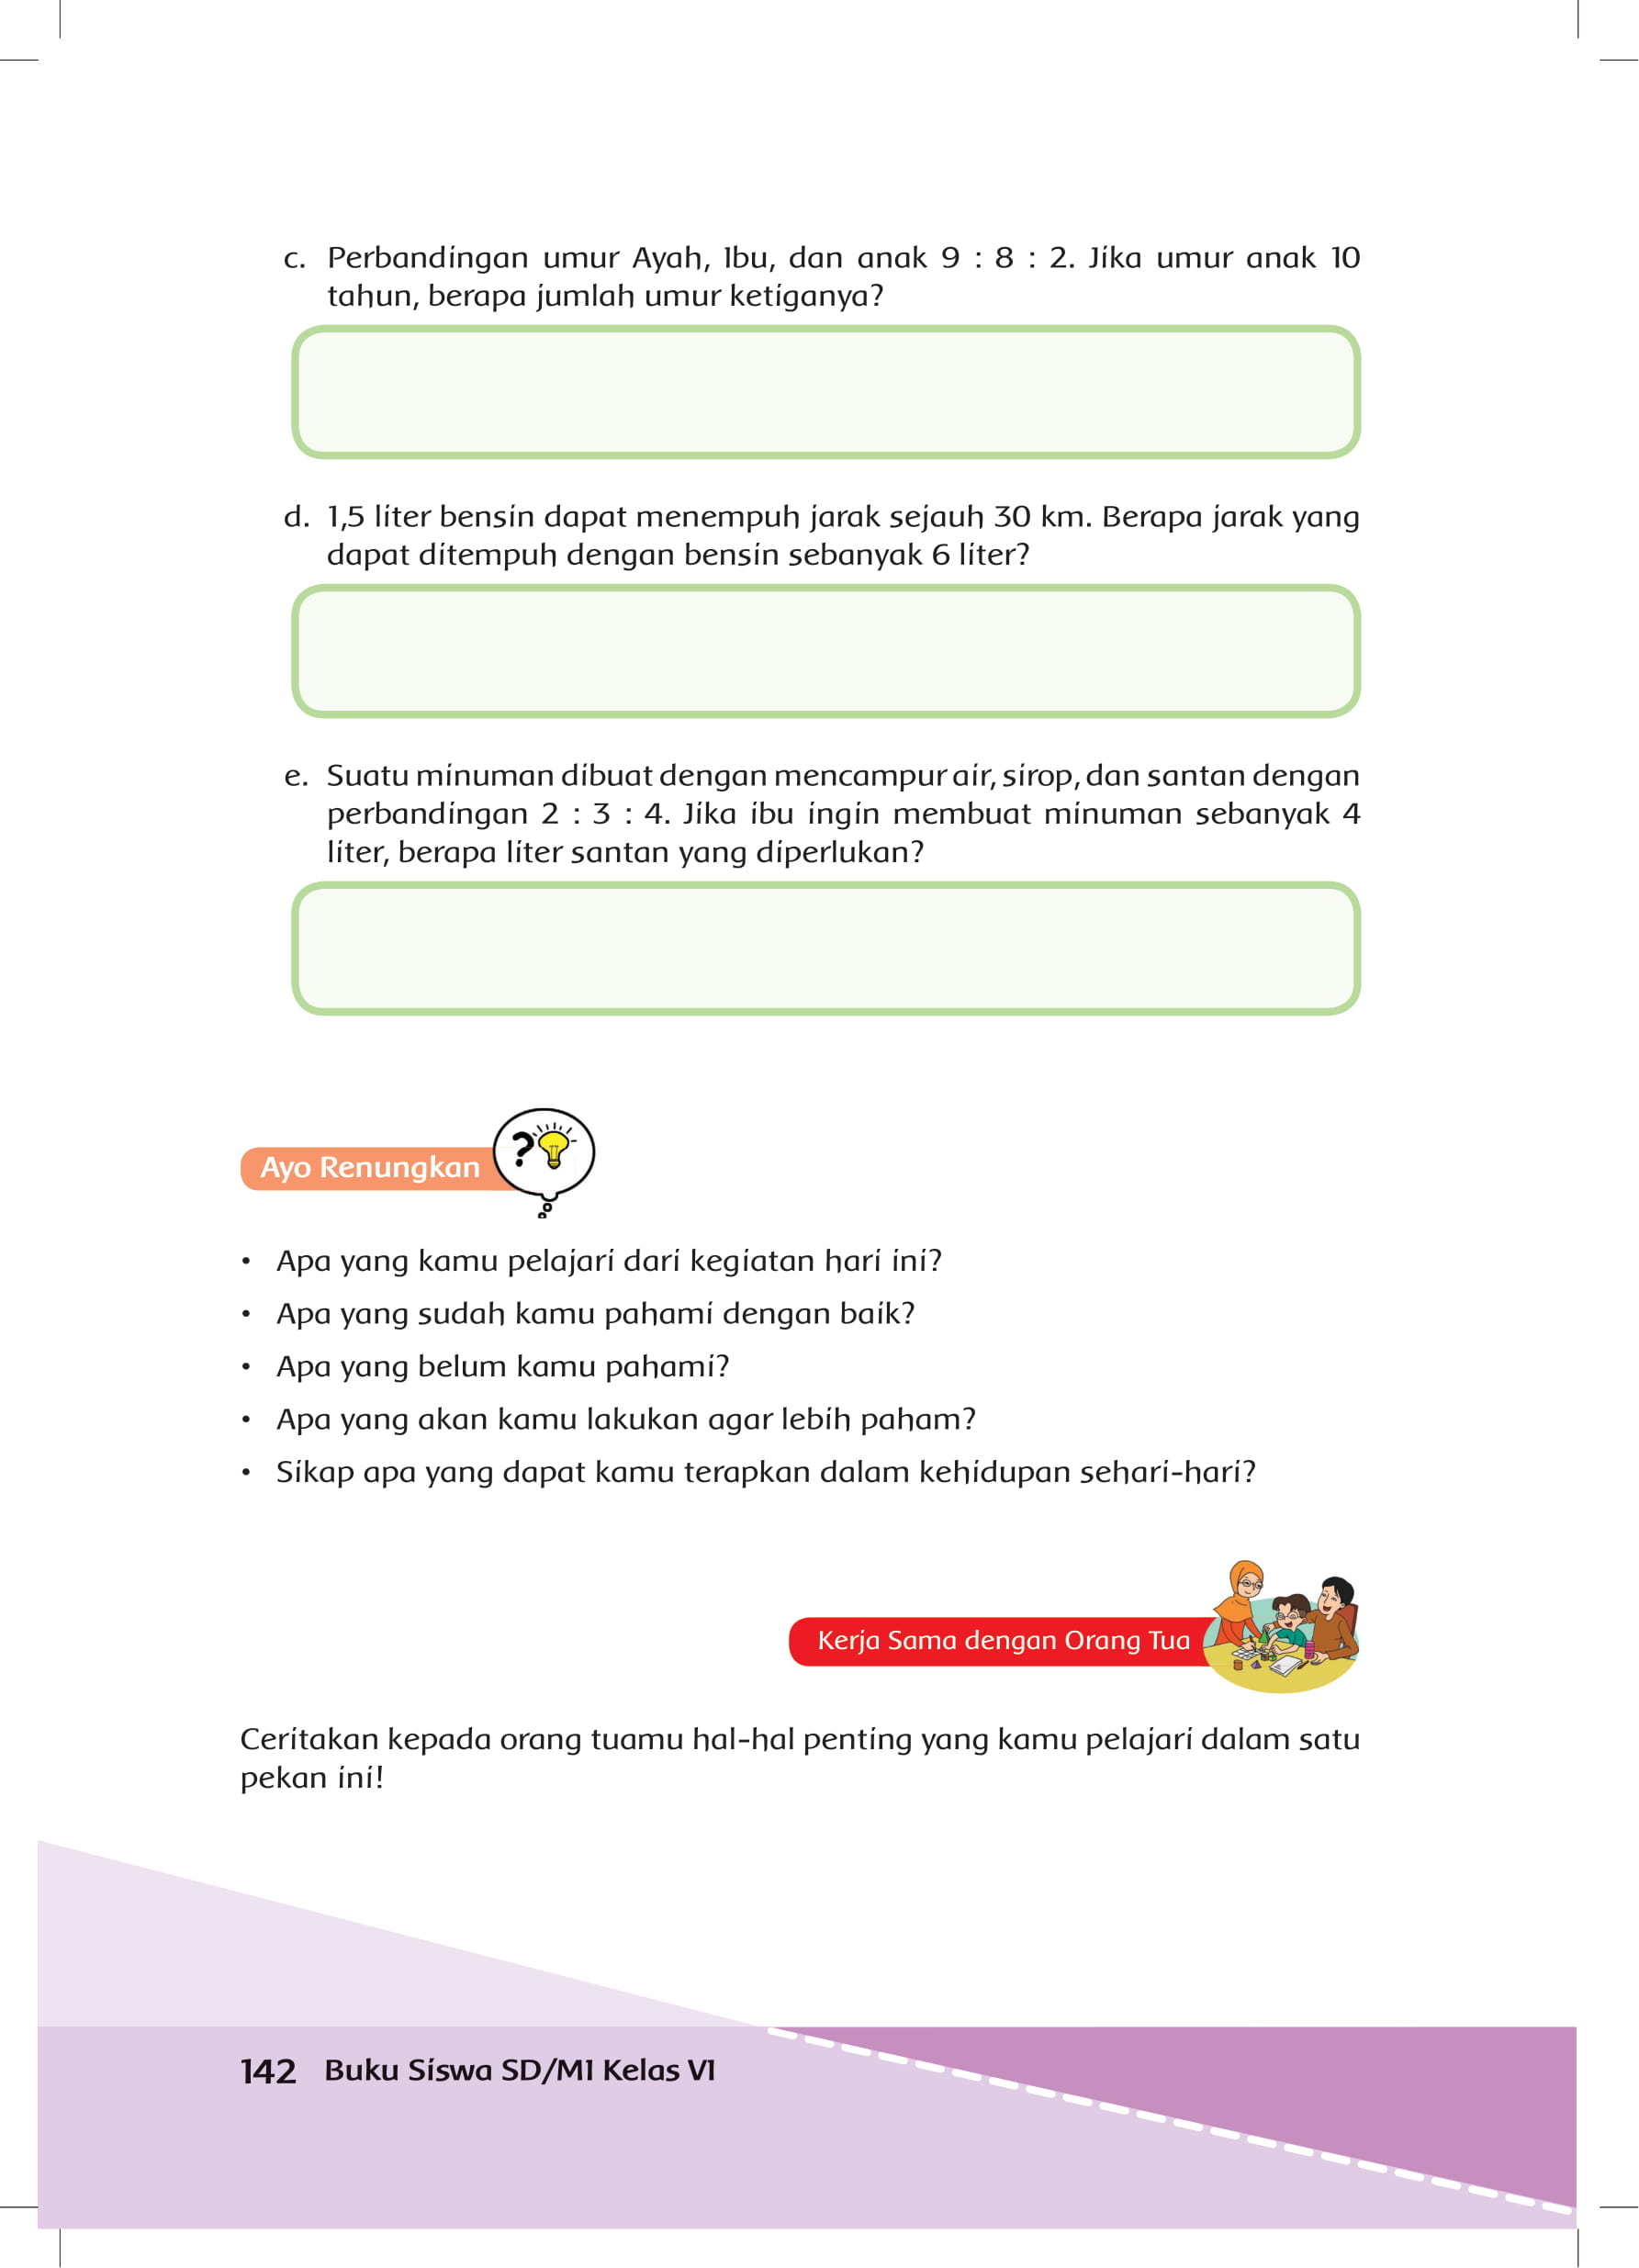 c. Perbandingan umur Ayah, Ibu, dan anak 9 : 8 : 2. Jika umur anak 10
tahun, berapa jumlah umur ketiganya?
d. 1,5 liter bensin dapat menempuh jarak sejauh 30 km. Berapa jarak yang
dapat ditempuh dengan bensin sebanyak 6 liter?
e. Suatu minuman dibuat dengan mencampur air, sirop, dan santan dengan
perbandingan 2 : 3 : 4. Jika ibu ingin membuat minuman sebanyak 4
liter, berapa liter santan yang diperlukan?
Ayo Renungkan
?
• Apa yang kamu pelajari dari kegiatan hari ini?
• Apa yang sudah kamu pahami dengan baik?
• Apa yang belum kamu pahami?
• Apa yang akan kamu lakukan agar lebih paham?
• Sikap apa yang dapat kamu terapkan dalam kehidupan sehari-hari?
Kerja Sama dengan Orang Tua
Ceritakan kepada orang tuamu hal-hal penting yang kamu pelajari dalam satu
pekan ini!
142 Buku Siswa SD/MI Kelas VI